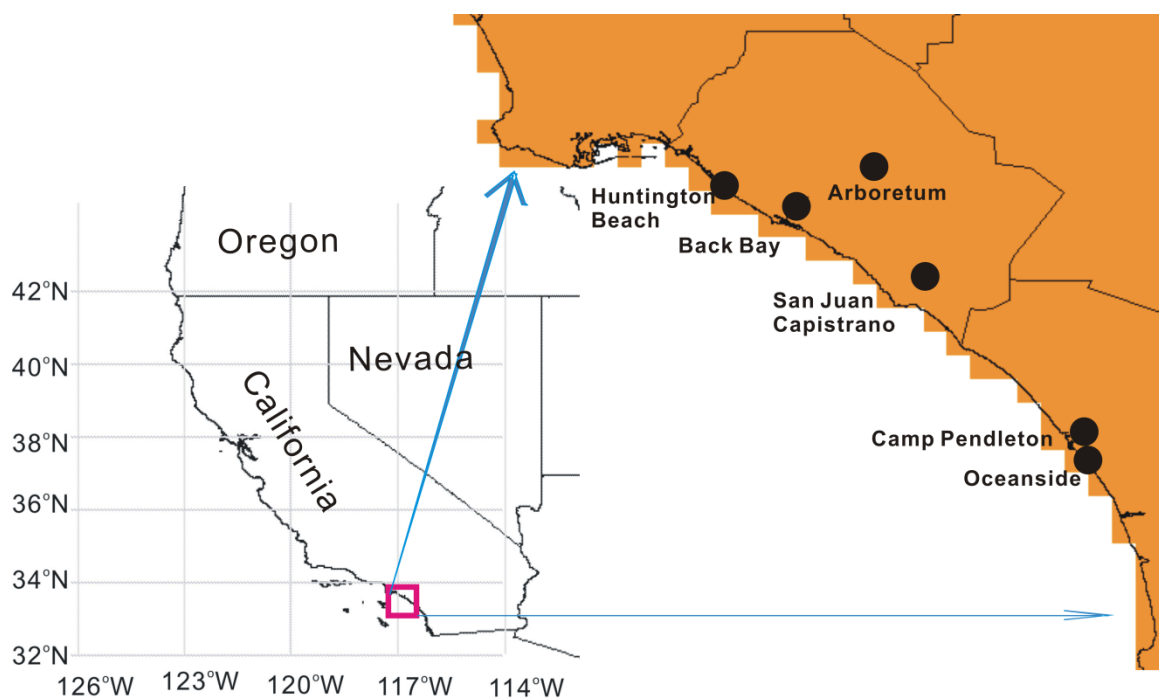 Huntington
Beach
Arboretum
Back Bay
San Juan
Capistrano
Camp Pendleton
Oceanside
Oregon
Nevada
California
42°N
40°N
38°N
36°N
34°N
32°N
126°W 123°W 120°W 117°W 114°W